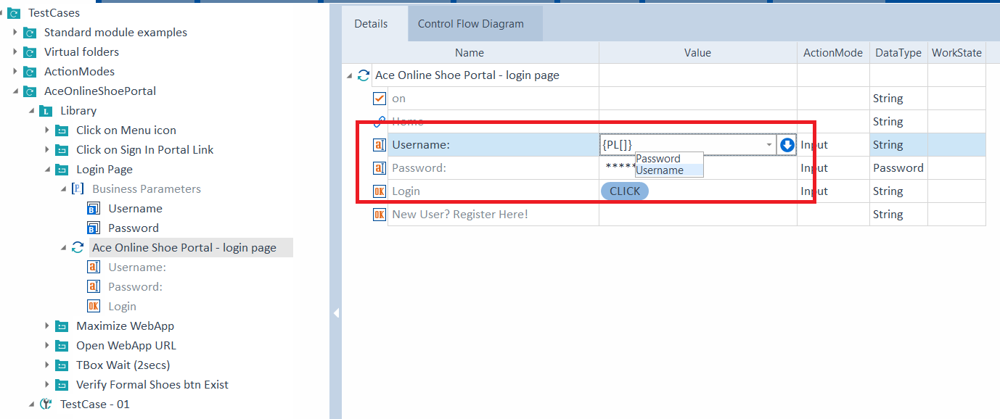 TestCases
Standard module examples
Virtual folders
ActionModes
AceOnlineShoePortal
L Library
Click on Menu icon
Click on Sign In Portal Link
Login Page
Business Parameters
B Username
B Password
Ace Online Shoe Portal - login page
a Username:
a Password:
OK Login
Maximize WebApp
Open WebApp URL
TBox Wait (2secs)
Verify Formal Shoes btn Exist
TestCase - 01
Details Control Flow Diagram
Name Value ActionMode DataType WorkState
Ace Online Shoe Portal - login page
on String
Home String
a Username: {PL[]} Input String
Password
Username
a Password: ***** Input Password
OK Login CLICK Input String
OK New User? Register Here! String